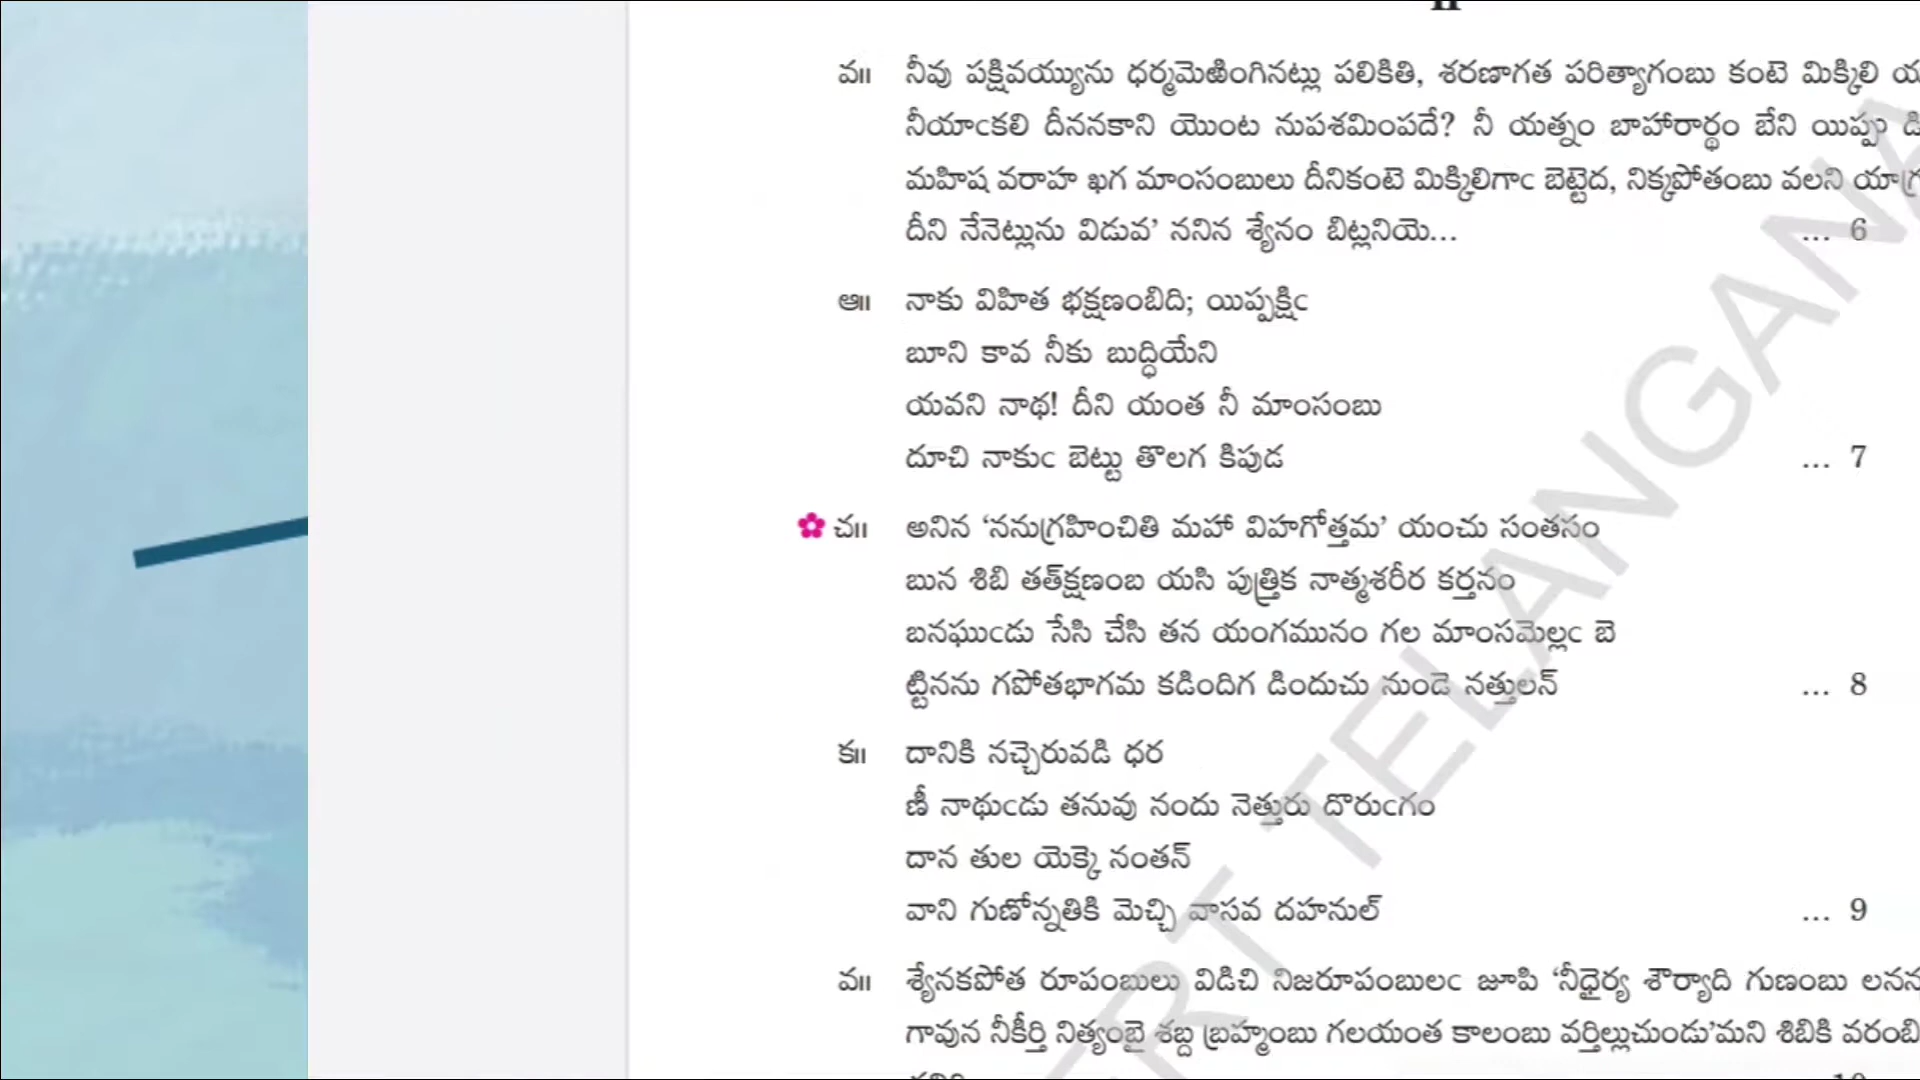 వ॥ నీవు పక్షివయ్యును ధర్మమెఱింగినట్లు పలికితి, శరణాగత పరిత్యాగంబు కంటె మిక్కిలి
నీయాఁకలి దీననకాని యొంట నుపశమింపదే? నీ యత్నం బాహారార్థం బేని యిప్పు
మహిష వరాహ ఖగ మాంసంబులు దీనికంటె మిక్కిలిగాఁ బెట్టెద, నిక్కపోతంబు వలని
దీని నేనెట్లును విడువ’ ననిన శ్యేనం బిట్లనియె... ... 6
ఆ॥ నాకు విహిత భక్షణంబిది; యిప్పక్షిఁ
బూని కావ నీకు బుద్ధియేని
యవని నాథ! దీని యంత నీ మాంసంబు
దూచి నాకుఁ బెట్టు తొలగ కిపుడ ... 7
చ॥ అనిన ‘ననుగ్రహించితి మహా విహగోత్తమ’ యంచు సంతసం
బున శిబి తత్‌క్షణంబ యసి పుత్త్రిక నాత్మశరీర కర్తనం
బనఘుఁడు సేసి చేసి తన యంగమునం గల మాంసమెల్లఁ బె
ట్టినను గపోతభాగమ కడిందిగ డిందుచు నుండె నత్తులన్ ... 8
క॥ దానికి నచ్చెరువడి ధర
ణీ నాథుఁడు తనువు నందు నెత్తురు దొరుఁగం
దాన తుల యెక్కె నంతన్
వాని గుణోన్నతికి మెచ్చి వాసవ దహనుల్ ... 9
వ॥ శ్యేనకపోత రూపంబులు విడిచి నిజరూపంబులఁ జూపి ‘నీధైర్య శౌర్యాది గుణంబు
గావున నీకీర్తి నిత్యంబై శబ్ద బ్రహ్మంబు గలయంత కాలంబు వర్తిల్లుచుండు’మని శిబికి
TELANGANA